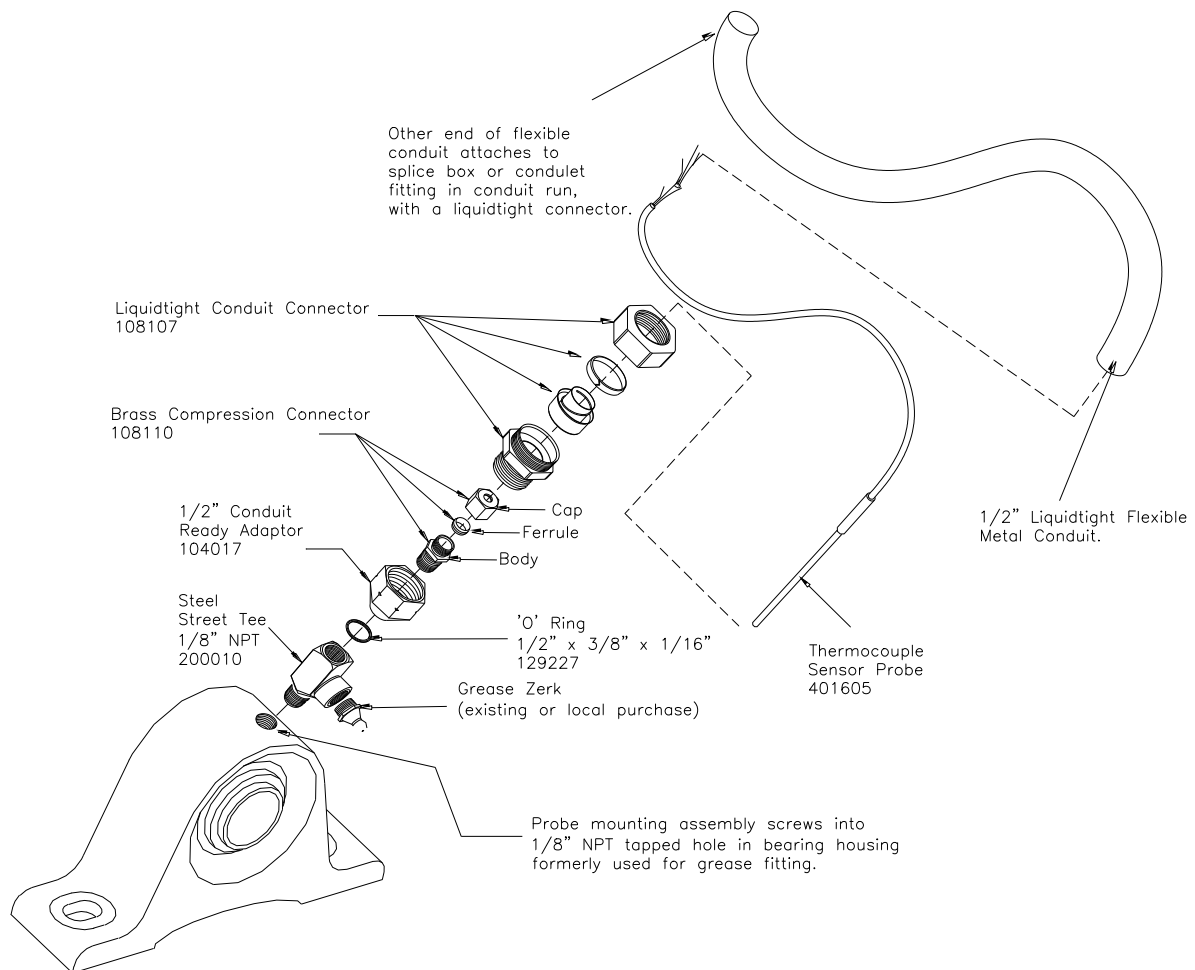 Other end of flexible
conduit attaches to
splice box or condulet
fitting in conduit run,
with a liquidtight connector.
Liquidtight Conduit Connector
108107
Brass Compression Connector
108110
1/2" Conduit
Ready Adaptor
104017
Cap
Ferrule
Body
1/2" Liquidtight Flexible
Metal Conduit.
Steel
Street Tee
1/8" NPT
200010
'O' Ring
1/2" x 3/8" x 1/16"
129227
Thermocouple
Sensor Probe
401605
Grease Zerk
(existing or local purchase)
Probe mounting assembly screws into
1/8" NPT tapped hole in bearing housing
formerly used for grease fitting.